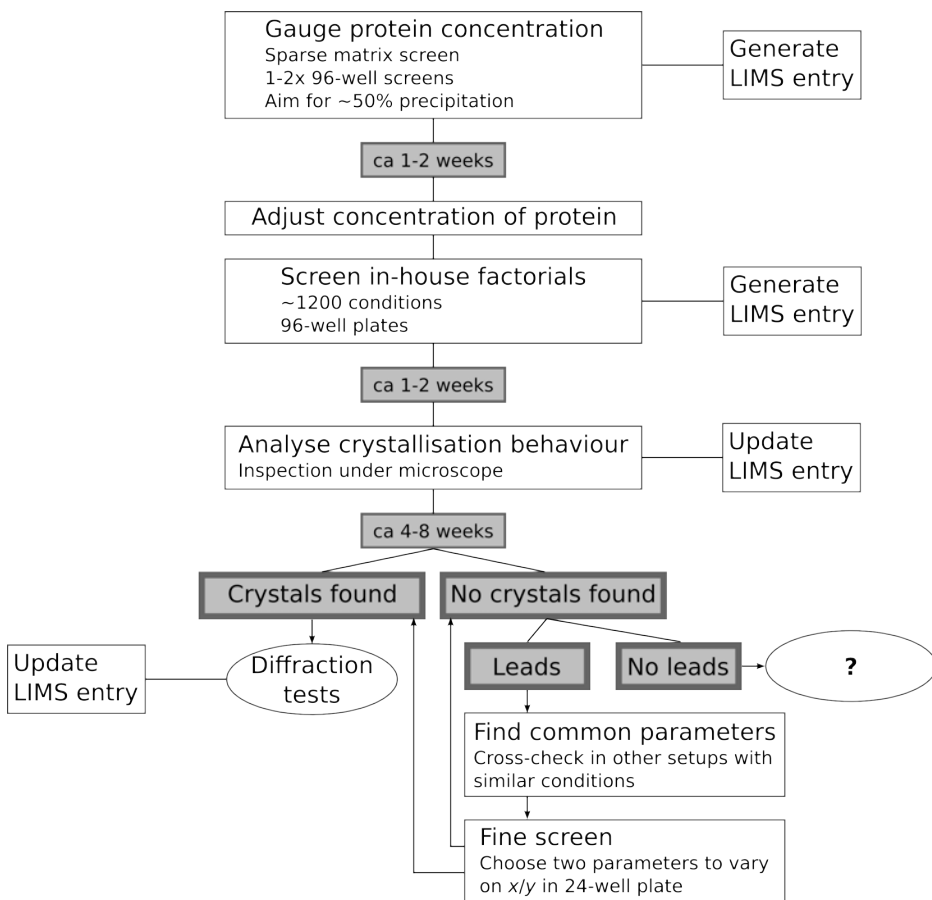 Gauge protein concentration
Sparse matrix screen
1-2x 96-well screens
Aim for ~50% precipitation
Generate
LIMS entry
ca 1-2 weeks
Adjust concentration of protein
Screen in-house factorials
~1200 conditions
96-well plates
Generate
LIMS entry
ca 1-2 weeks
Analyse crystallisation behaviour
Inspection under microscope
Update
LIMS entry
ca 4-8 weeks
Crystals found
No crystals found
Update
LIMS entry
Diffraction
tests
Leads
No leads
?
Find common parameters
Cross-check in other setups with
similar conditions
Fine screen
Choose two parameters to vary
on x/y in 24-well plate